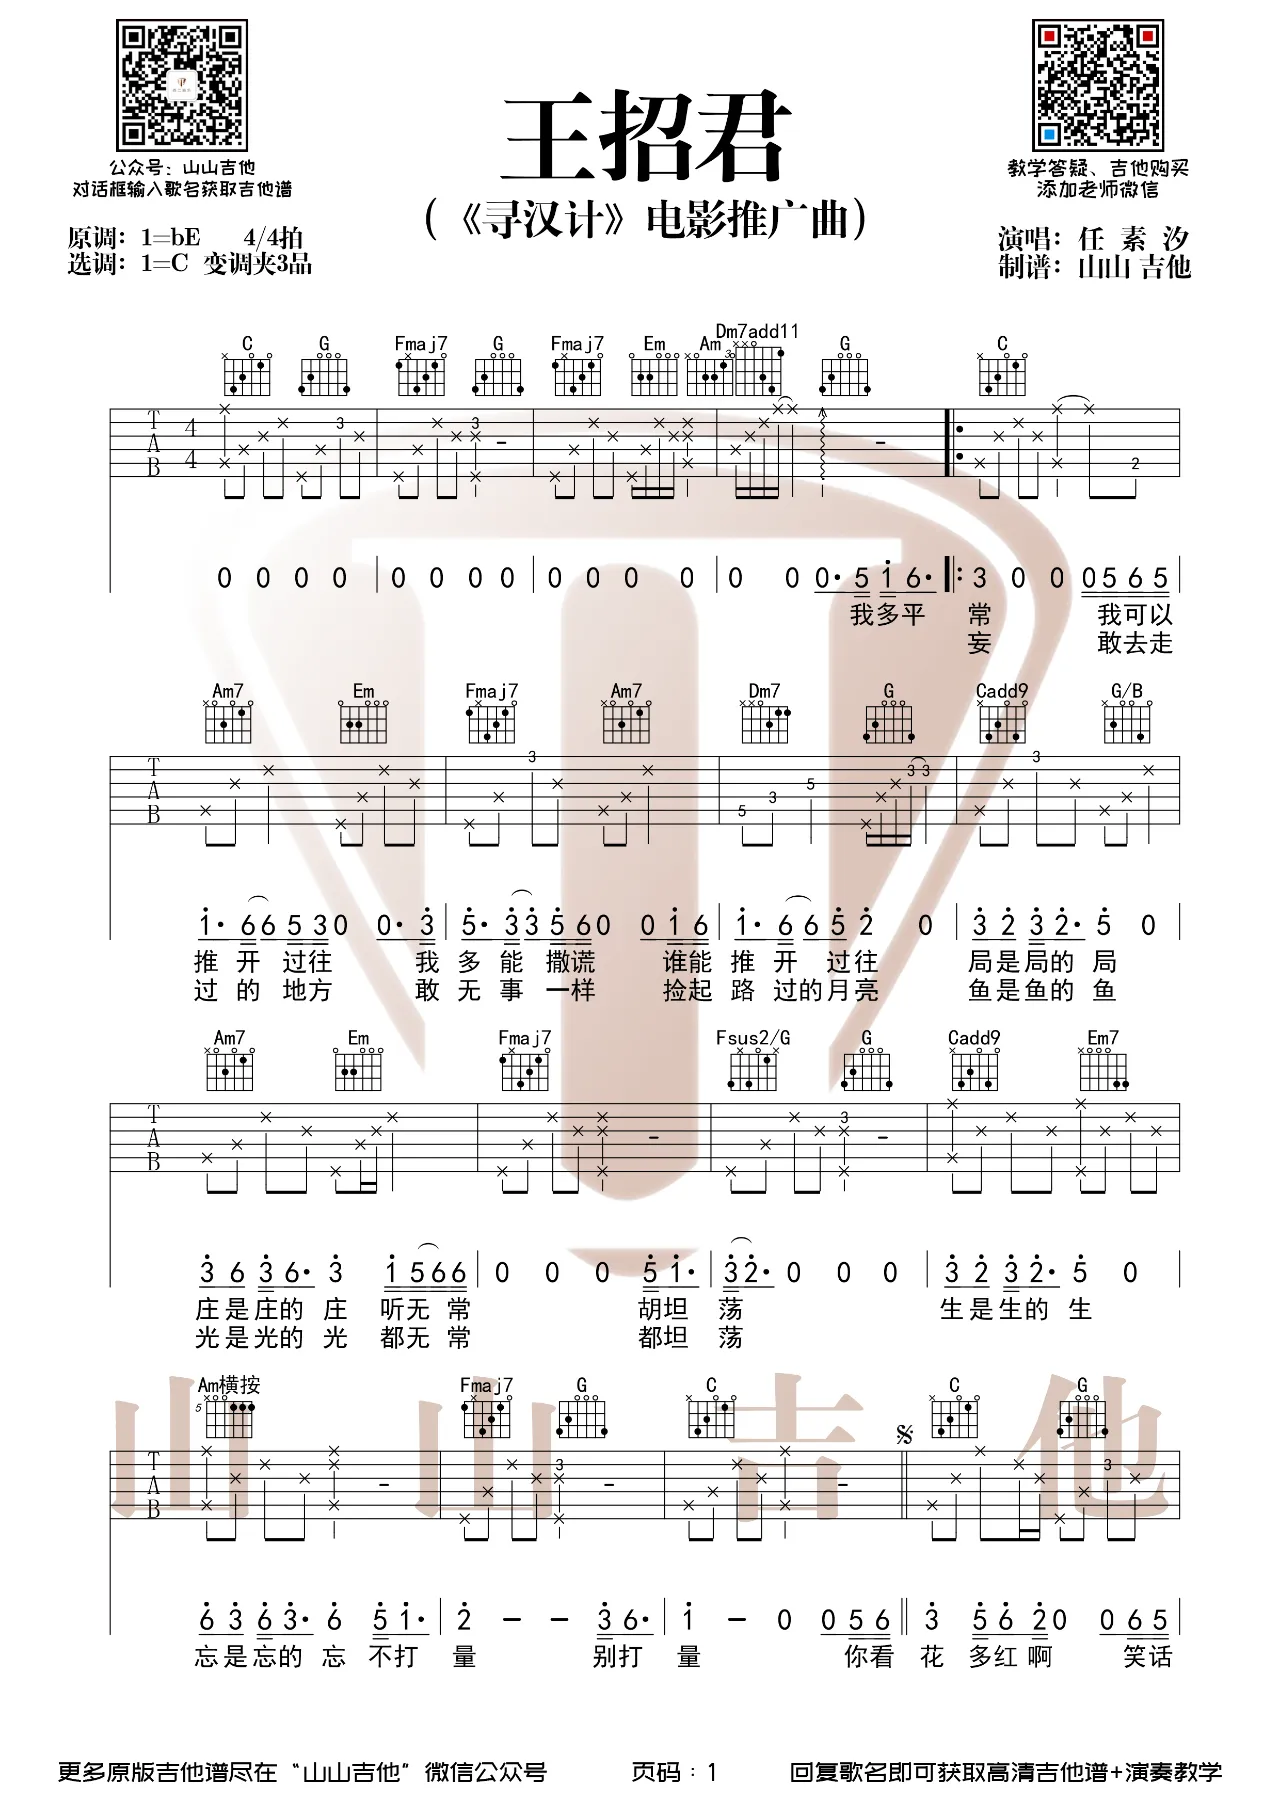 王招君
(《寻汉计》电影推广曲)
公众号：山山吉他
对话框输入歌名获取吉他谱
教学答疑、吉他购买
添加老师微信
原调：1=bE 4/4拍
选调：1=C 变调夹3品
演唱：任 素 汐
制谱：山山 吉他
C G Fmaj7 G Fmaj7 Em Am Dm7add11 G C
T A B 4/4
0 0 0 0 0 0 0 0 0 0 0 0 0 0 0· 5 1 6· 3 0 0 0 5 6 5
我多平 常 我可以
妄 敢去走
Am7 Em Fmaj7 Am7 Dm7 G Cadd9 G/B
T A B
1· 6 6 5 3 0 0· 3 5· 3 3 5 6 0 0 1 6 1· 6 6 5 2 0 3 2 3 2· 5 0
推 开 过往 我 多 能 撒谎 谁能 推 开 过往 局是局的 局
过 的 地方 敢 无 事 一样 捡起 路 过的月亮 鱼是鱼的 鱼
Am7 Em Fmaj7 Fsus2/G G Cadd9 Em7
T A B
3 6 3 6· 3 1 5 6 6 0 0 0 5 1· 3 2· 0 0 0 3 2 3 2· 5 0
庄是庄的 庄 听无 常 胡坦 荡 生是生的 生
光是光的 光 都无 常 都坦 荡
Am横按 Fmaj7 G C C G
5
T A B
6 3 6 3· 6 5 1· 2 - - 3 6· 1 - 0 0 5 6 3 5 6 2 0 0 6 5
忘是忘的 忘 不打 量 别打 量 你看 花 多红啊 笑话
山山吉他
更多原版吉他谱尽在“山山吉他”微信公众号 页码：1 回复歌名即可获取高清吉他谱+演奏教学